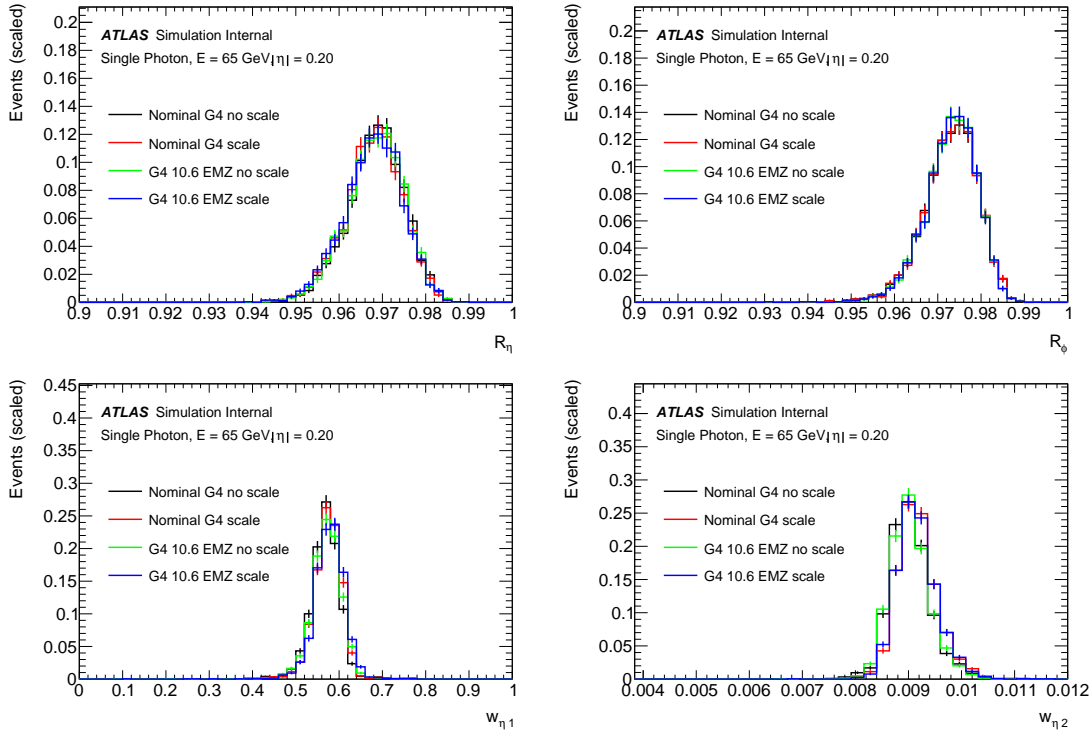 Events (scaled)
0.2
0.18
0.16
0.14
0.12
0.1
0.08
0.06
0.04
0.02
0
ATLAS Simulation Internal
Single Photon, E = 65 GeV,|η| = 0.20
Nominal G4 no scale
Nominal G4 scale
G4 10.6 EMZ no scale
G4 10.6 EMZ scale
0.9 0.91 0.92 0.93 0.94 0.95 0.96 0.97 0.98 0.99 1
R_η
Events (scaled)
0.2
0.18
0.16
0.14
0.12
0.1
0.08
0.06
0.04
0.02
0
ATLAS Simulation Internal
Single Photon, E = 65 GeV,|η| = 0.20
Nominal G4 no scale
Nominal G4 scale
G4 10.6 EMZ no scale
G4 10.6 EMZ scale
0.9 0.91 0.92 0.93 0.94 0.95 0.96 0.97 0.98 0.99 1
R_ϕ
Events (scaled)
0.45
0.4
0.35
0.3
0.25
0.2
0.15
0.1
0.05
0
ATLAS Simulation Internal
Single Photon, E = 65 GeV,|η| = 0.20
Nominal G4 no scale
Nominal G4 scale
G4 10.6 EMZ no scale
G4 10.6 EMZ scale
0 0.1 0.2 0.3 0.4 0.5 0.6 0.7 0.8 0.9 1
w_η 1
Events (scaled)
0.4
0.35
0.3
0.25
0.2
0.15
0.1
0.05
0
ATLAS Simulation Internal
Single Photon, E = 65 GeV,|η| = 0.20
Nominal G4 no scale
Nominal G4 scale
G4 10.6 EMZ no scale
G4 10.6 EMZ scale
0.004 0.005 0.006 0.007 0.008 0.009 0.01 0.011 0.012
w_η 2